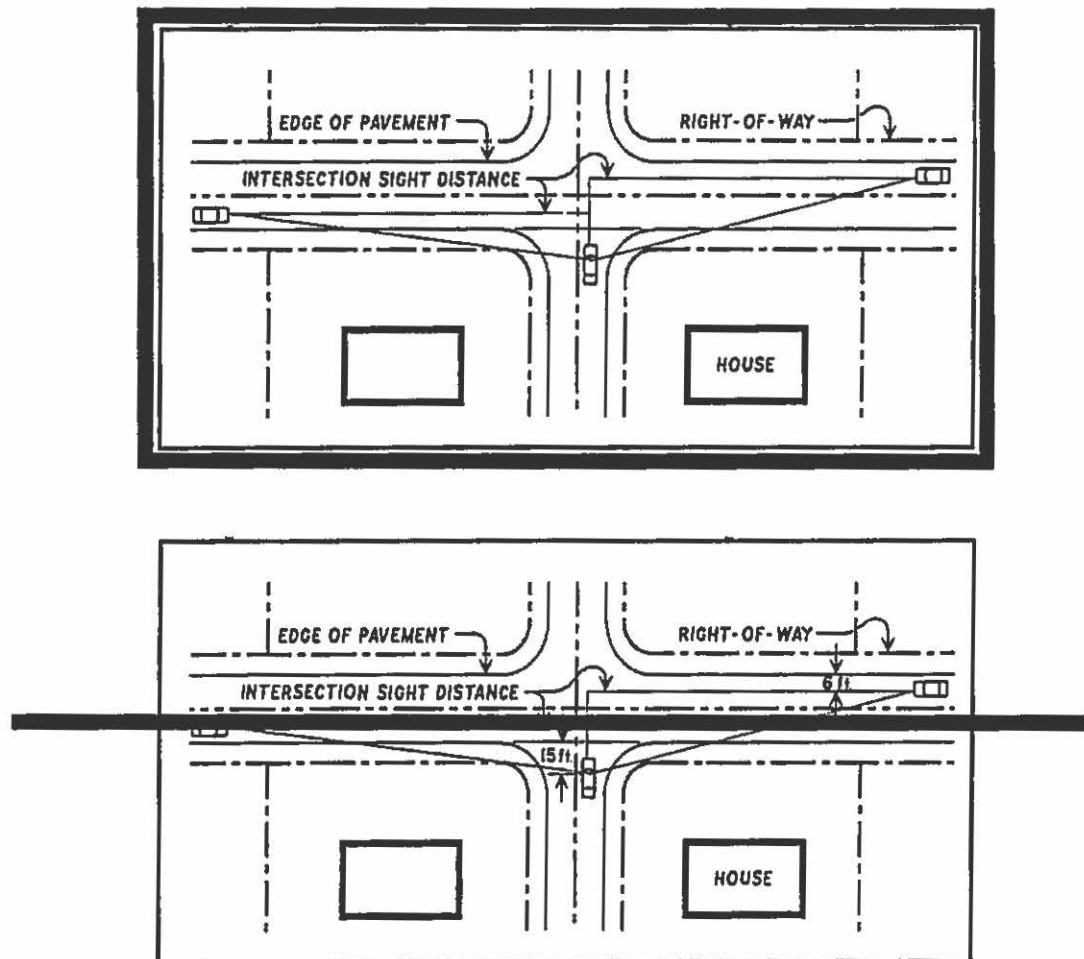 EDGE OF PAVEMENT
RIGHT-OF-WAY
INTERSECTION SIGHT DISTANCE
HOUSE
EDGE OF PAVEMENT
RIGHT-OF-WAY
6 ft.
INTERSECTION SIGHT DISTANCE
15 ft.
HOUSE